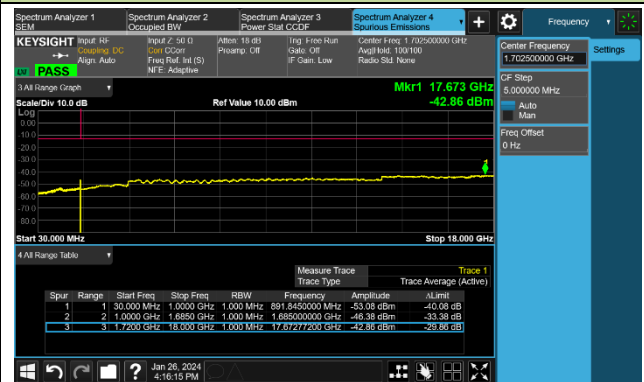 Spectrum Analyzer 1
SEM
Spectrum Analyzer 2
Occupied BW
Spectrum Analyzer 3
Power Stat CCDF
Spectrum Analyzer 4
Spurious Emissions
Frequency
KEYSIGHT
Input: RF
Coupling: DC
Align: Auto
Input Z: 50 Ω
Corr CCorr
Freq Ref: Int (S)
NFE: Adaptive
Atten: 18 dB
Preamp: Off
Trig: Free Run
Gate: Off
IF Gain: Low
Center Freq: 1.702500000 GHz
Avg|Hold: 100/100
Radio Std: None
PASS
Center Frequency
1.702500000 GHz
Settings
CF Step
5.000000 MHz
Auto
Man
Freq Offset
0 Hz
3 All Range Graph
Mkr1 17.673 GHz
Scale/Div 10.0 dB
Ref Value 10.00 dBm
-42.86 dBm
Log
0.00
-10.0
-20.0
-30.0
-40.0
-50.0
-60.0
-70.0
-80.0
1
Start 30.000 MHz
Stop 18.000 GHz
4 All Range Table
Measure Trace Trace 1
Trace Type Trace Average (Active)
Spur Range Start Freq Stop Freq RBW Frequency Amplitude ΔLimit
1 1 30.000 MHz 1.0000 GHz 1.000 MHz 891.8450000 MHz -53.08 dBm -40.08 dB
2 2 1.0000 GHz 1.6850 GHz 1.000 MHz 1.685000000 GHz -46.38 dBm -33.38 dB
3 3 1.7200 GHz 18.000 GHz 1.000 MHz 17.67277200 GHz -42.86 dBm -29.86 dB
Jan 26, 2024
4:16:15 PM